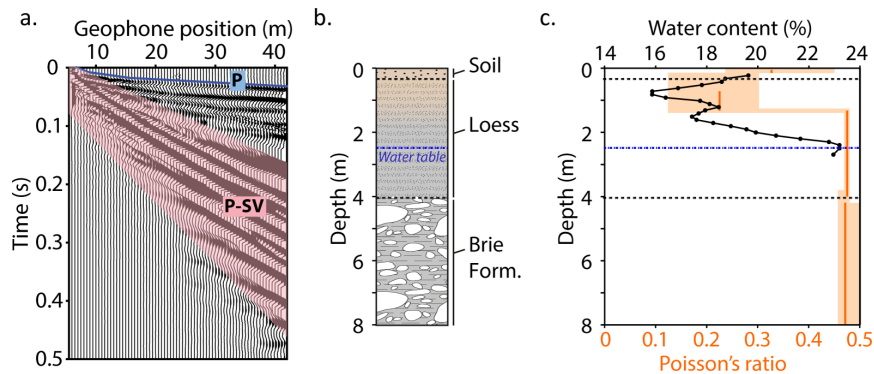 a.
Geophone position (m)
10
20
30
40
0
0.1
0.2
0.3
0.4
0.5
Time (s)
P
P-SV
b.
0
2
4
6
8
Depth (m)
Water table
Soil
Loess
Brie
Form.
c.
Water content (%)
14
16
18
20
22
24
0
2
4
6
8
Depth (m)
0
0.1
0.2
0.3
0.4
0.5
Poisson's ratio